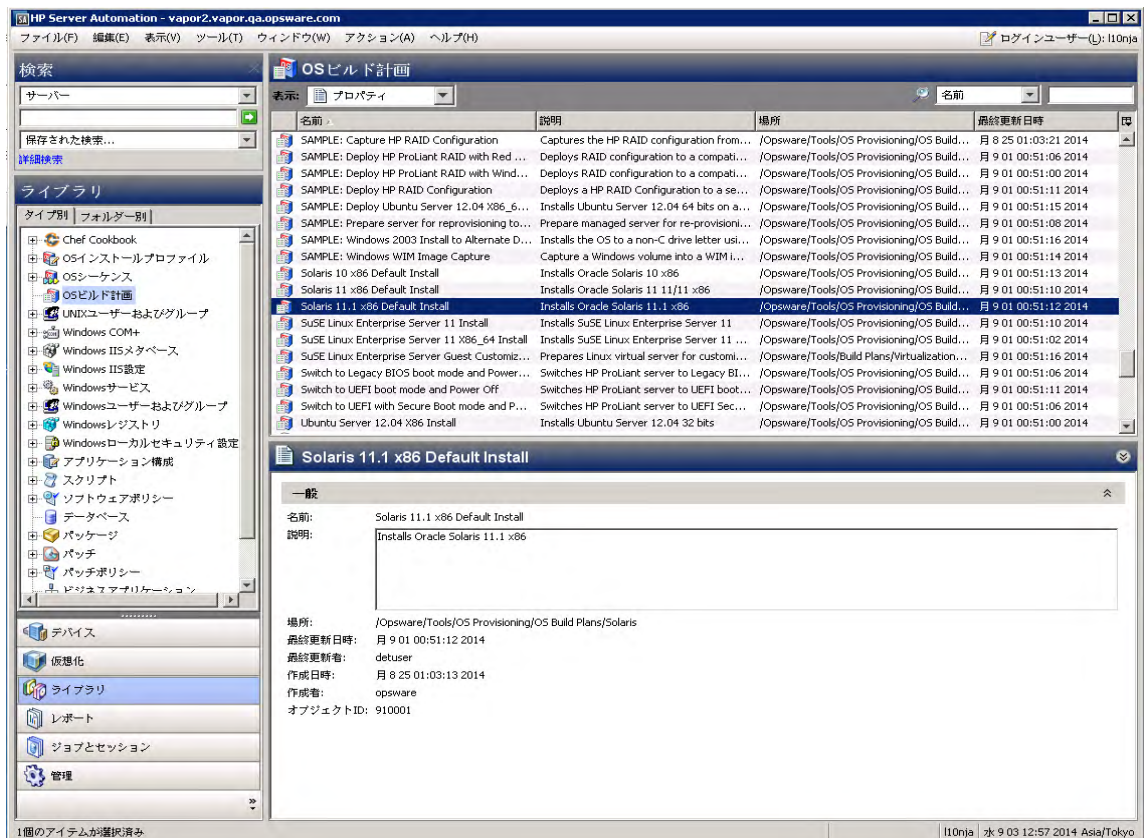 HP Server Automation - vapor2.vapor.qa.opsware.com
ファイル(F) 編集(E) 表示(V) ツール(T) ウィンドウ(W) アクション(A) ヘルプ(H)
ログインユーザー(L): l10nja
検索
サーバー
保存された検索...
詳細検索
ライブラリ
タイプ別 フォルダー別
Chef Cookbook
OSインストールプロファイル
OSシーケンス
OSビルド計画
UNIXユーザーおよびグループ
Windows COM+
Windows IISメタベース
Windows IIS設定
Windowsサービス
Windowsユーザーおよびグループ
Windowsレジストリ
Windowsローカルセキュリティ設定
アプリケーション構成
スクリプト
ソフトウェアポリシー
データベース
パッケージ
パッチ
パッチポリシー
ビジネスアプリケーション
デバイス
仮想化
ライブラリ
レポート
ジョブとセッション
管理
OSビルド計画
表示: プロパティ 名前
名前 説明 場所 最終更新日時
SAMPLE: Capture HP RAID Configuration Captures the HP RAID configuration from... /Opsware/Tools/OS Provisioning/OS Build... 月 8 25 01:03:21 2014
SAMPLE: Deploy HP ProLiant RAID with Red ... Deploys RAID configuration to a compati... /Opsware/Tools/OS Provisioning/OS Build... 月 9 01 00:51:06 2014
SAMPLE: Deploy HP ProLiant RAID with Wind... Deploys RAID configuration to a compati... /Opsware/Tools/OS Provisioning/OS Build... 月 9 01 00:51:00 2014
SAMPLE: Deploy HP RAID Configuration Deploys a HP RAID Configuration to a se... /Opsware/Tools/OS Provisioning/OS Build... 月 9 01 00:51:11 2014
SAMPLE: Deploy Ubuntu Server 12.04 X86_6... Installs Ubuntu Server 12.04 64 bits on a... /Opsware/Tools/OS Provisioning/OS Build... 月 9 01 00:51:15 2014
SAMPLE: Prepare server for reprovisioning to... Prepare managed server for re-provisioni... /Opsware/Tools/OS Provisioning/OS Build... 月 9 01 00:51:08 2014
SAMPLE: Windows 2003 Install to Alternate D... Installs the OS to a non-C drive letter usi... /Opsware/Tools/OS Provisioning/OS Build... 月 9 01 00:51:16 2014
SAMPLE: Windows WIM Image Capture Capture a Windows volume into a WIM i... /Opsware/Tools/OS Provisioning/OS Build... 月 9 01 00:51:14 2014
Solaris 10 x86 Default Install Installs Oracle Solaris 10 x86 /Opsware/Tools/OS Provisioning/OS Build... 月 9 01 00:51:13 2014
Solaris 11 x86 Default Install Installs Oracle Solaris 11 11/11 x86 /Opsware/Tools/OS Provisioning/OS Build... 月 9 01 00:51:10 2014
Solaris 11.1 x86 Default Install Installs Oracle Solaris 11.1 x86 /Opsware/Tools/OS Provisioning/OS Build... 月 9 01 00:51:12 2014
SuSE Linux Enterprise Server 11 Install Installs SuSE Linux Enterprise Server 11 /Opsware/Tools/OS Provisioning/OS Build... 月 9 01 00:51:10 2014
SuSE Linux Enterprise Server 11 X86_64 Install Installs SuSE Linux Enterprise Server 11 ... /Opsware/Tools/OS Provisioning/OS Build... 月 9 01 00:51:02 2014
SuSE Linux Enterprise Server Guest Customiz... Prepares Linux virtual server for customi... /Opsware/Tools/Build Plans/Virtualization... 月 9 01 00:51:16 2014
Switch to Legacy BIOS boot mode and Power... Switches HP ProLiant server to Legacy BI... /Opsware/Tools/OS Provisioning/OS Build... 月 9 01 00:51:06 2014
Switch to UEFI boot mode and Power Off Switches HP ProLiant server to UEFI boot... /Opsware/Tools/OS Provisioning/OS Build... 月 9 01 00:51:11 2014
Switch to UEFI with Secure Boot mode and P... Switches HP ProLiant server to UEFI Sec... /Opsware/Tools/OS Provisioning/OS Build... 月 9 01 00:51:06 2014
Ubuntu Server 12.04 X86 Install Installs Ubuntu Server 12.04 32 bits /Opsware/Tools/OS Provisioning/OS Build... 月 9 01 00:51:00 2014
Solaris 11.1 x86 Default Install
一般
名前: Solaris 11.1 x86 Default Install
説明: Installs Oracle Solaris 11.1 x86
場所: /Opsware/Tools/OS Provisioning/OS Build Plans/Solaris
最終更新日時: 月 9 01 00:51:12 2014
最終更新者: detuser
作成日時: 月 8 25 01:03:13 2014
作成者: opsware
オブジェクトID: 910001
1個のアイテムが選択済み
l10nja 水 9 03 12:57 2014 Asia/Tokyo